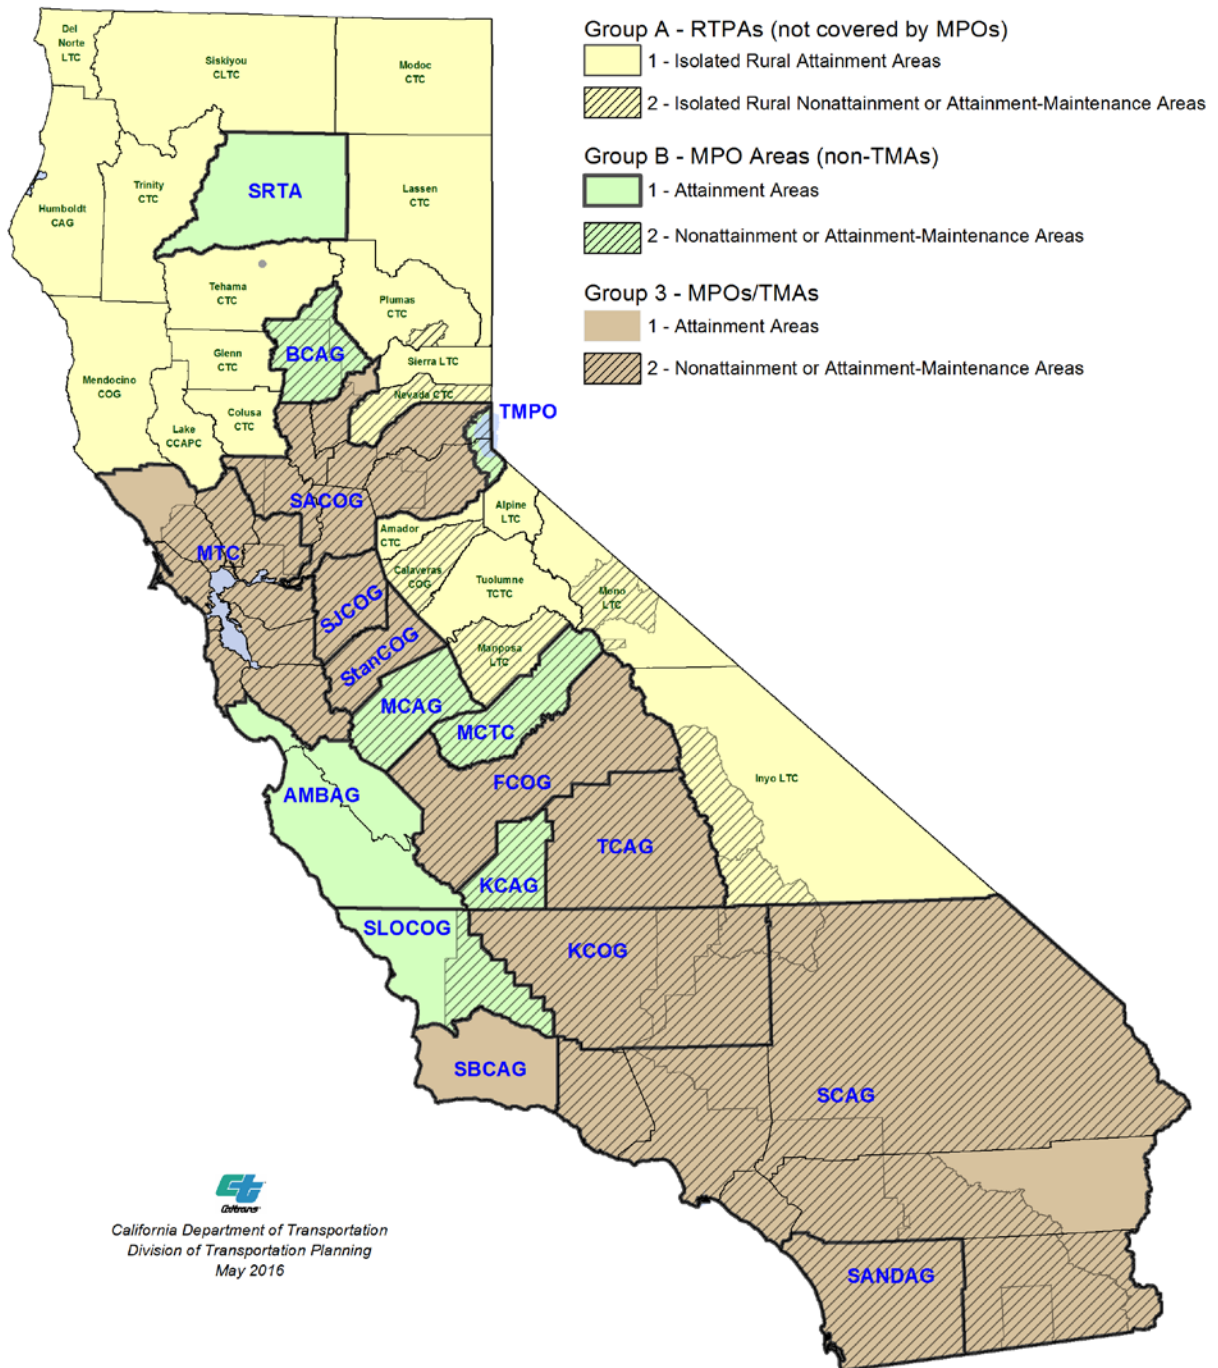 Group A - RTPAs (not covered by MPOs)
1 - Isolated Rural Attainment Areas
2 - Isolated Rural Nonattainment or Attainment-Maintenance Areas
Group B - MPO Areas (non-TMAs)
1 - Attainment Areas
2 - Nonattainment or Attainment-Maintenance Areas
Group 3 - MPOs/TMAs
1 - Attainment Areas
2 - Nonattainment or Attainment-Maintenance Areas
Del
Norte
LTC
Siskiyou
CLTC
Modoc
CTC
Humboldt
CAG
Trinity
CTC
SRTA
Lassen
CTC
Tehama
CTC
Plumas
CTC
Mendocino
COG
Glenn
CTC
BCAG
Sierra LTC
Nevada CTC
Lake
CCAPC
Colusa
CTC
TMPO
SACOG
MTC
Alpine
LTC
Amador
CTC
Calaveras
COG
Tuolumne
TCTC
Mono
LTC
SJCOG
StanCOG
Mariposa
LTC
MCAG
MCTC
FCOG
Inyo LTC
AMBAG
TCAG
KCAG
SLOCOG
KCOG
SBCAG
SCAG
SANDAG
ct
Caltrans
California Department of Transportation
Division of Transportation Planning
May 2016